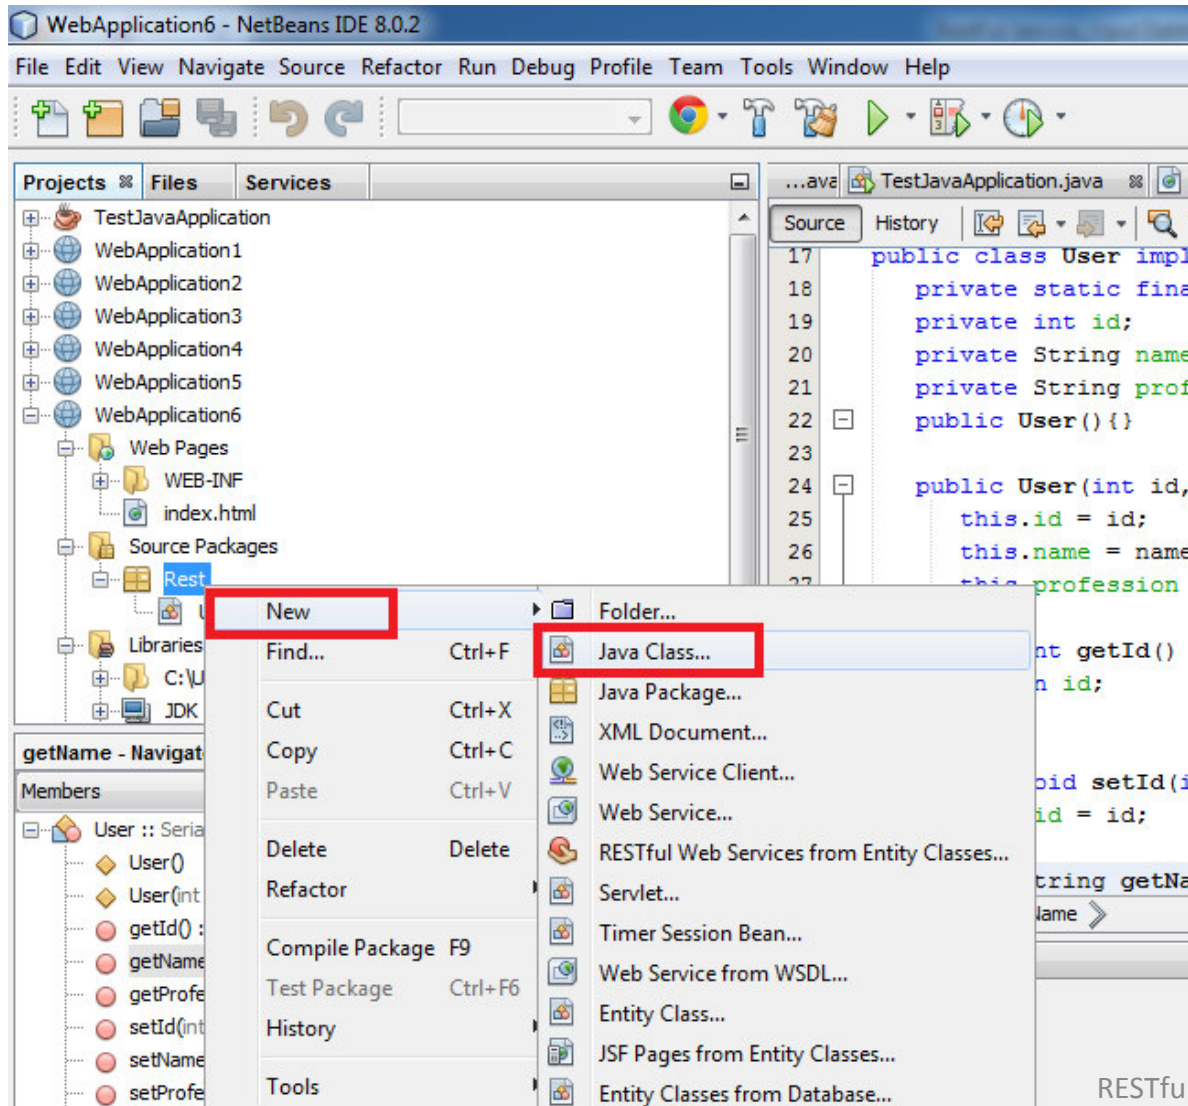 WebApplication6 - NetBeans IDE 8.0.2
File Edit View Navigate Source Refactor Run Debug Profile Team Tools Window Help
Projects Files Services
...ava TestJavaApplication.java
Source History
TestJavaApplication
WebApplication1
WebApplication2
WebApplication3
WebApplication4
WebApplication5
WebApplication6
Web Pages
WEB-INF
index.html
Source Packages
Rest
Libraries
C:\U
JDK
17 public class User impl
18 private static fina
19 private int id;
20 private String name
21 private String prof
22 public User(){}
23
24 public User(int id,
25 this.id = id;
26 this.name = name
27 this.profession
nt getId()
n id;
oid setId(i
id = id;
tring getNa
Name
getName - Navigat
Members
User :: Seria
User()
User(int
getId() :
getName
getProfe
setId(int
setName
setProfe
New
Find... Ctrl+F
Cut Ctrl+X
Copy Ctrl+C
Paste Ctrl+V
Delete Delete
Refactor
Compile Package F9
Test Package Ctrl+F6
History
Tools
Folder...
Java Class...
Java Package...
XML Document...
Web Service Client...
Web Service...
RESTful Web Services from Entity Classes...
Servlet...
Timer Session Bean...
Web Service from WSDL...
Entity Class...
JSF Pages from Entity Classes...
Entity Classes from Database...
RESTfu